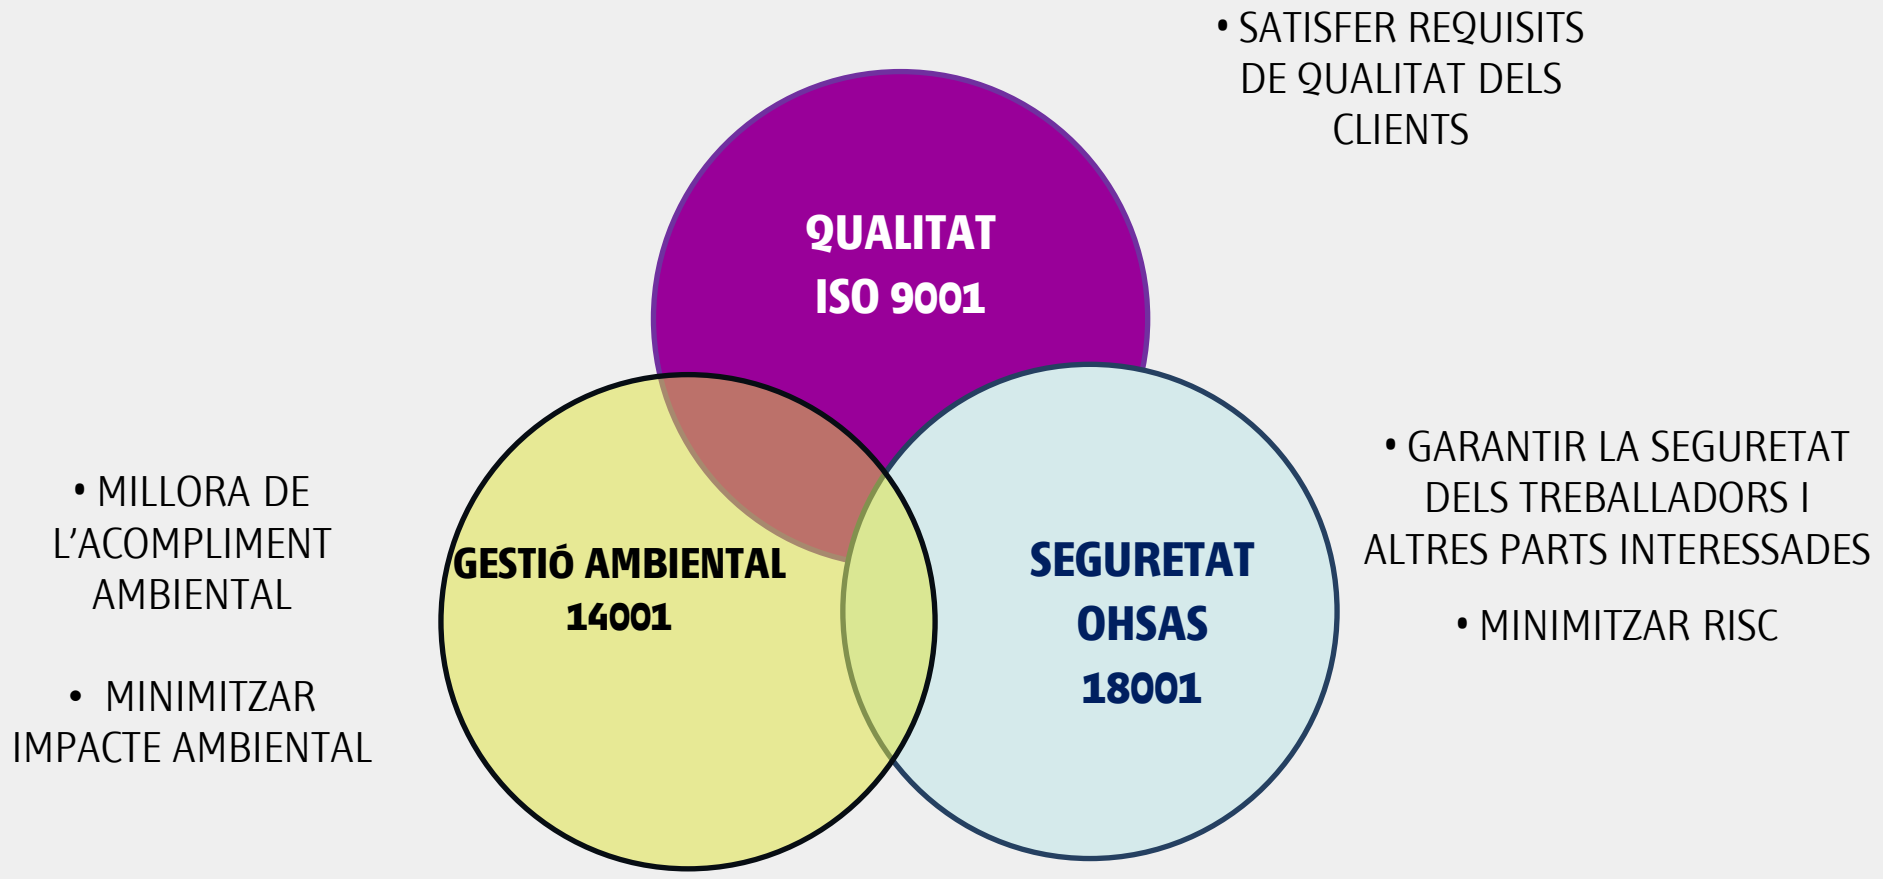 • SATISFER REQUISITS
DE QUALITAT DELS
CLIENTS
QUALITAT
ISO 9001
• MILLORA DE
L’ACOMPLIMENT
AMBIENTAL
• MINIMITZAR
IMPACTE AMBIENTAL
GESTIÓ AMBIENTAL
14001
SEGURETAT
OHSAS
18001
• GARANTIR LA SEGURETAT
DELS TREBALLADORS I
ALTRES PARTS INTERESSADES
• MINIMITZAR RISC